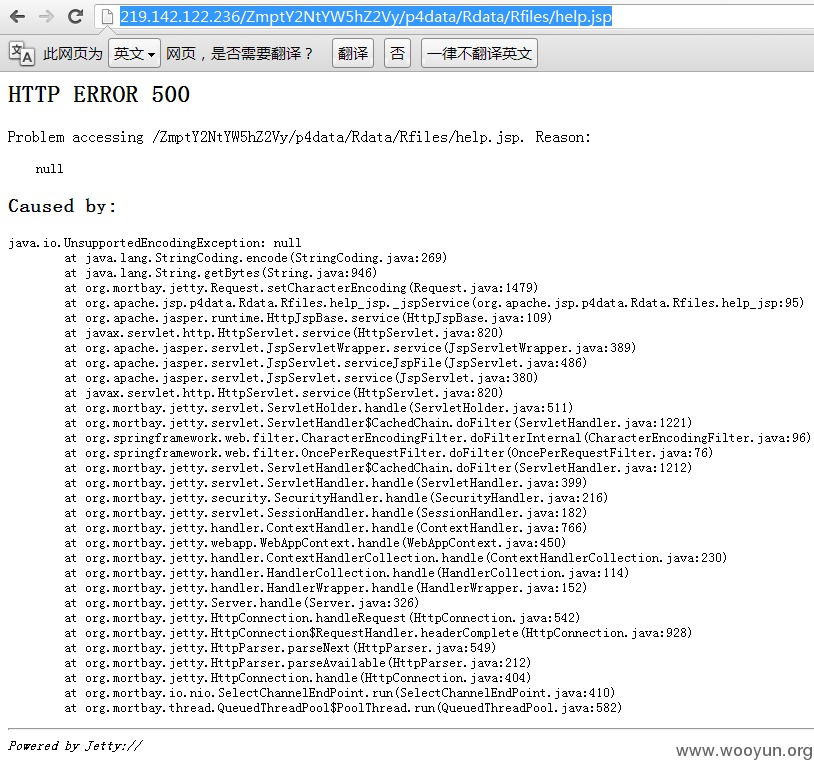 219.142.122.236/ZmptY2NtYW5hZ2Vy/p4data/Rdata/Rfiles/help.jsp
此网页为 英文 网页，是否需要翻译？ 翻译 否 一律不翻译英文
HTTP ERROR 500
Problem accessing /ZmptY2NtYW5hZ2Vy/p4data/Rdata/Rfiles/help.jsp. Reason:
null
Caused by:
java.io.UnsupportedEncodingException: null
at java.lang.StringCoding.encode(StringCoding.java:269)
at java.lang.String.getBytes(String.java:946)
at org.mortbay.jetty.Request.setCharacterEncoding(Request.java:1479)
at org.apache.jsp.p4data.Rdata.Rfiles.help_jsp._jspService(org.apache.jsp.p4data.Rdata.Rfiles.help_jsp:95)
at org.apache.jasper.runtime.HttpJspBase.service(HttpJspBase.java:109)
at javax.servlet.http.HttpServlet.service(HttpServlet.java:820)
at org.apache.jasper.servlet.JspServletWrapper.service(JspServletWrapper.java:389)
at org.apache.jasper.servlet.JspServlet.serviceJspFile(JspServlet.java:486)
at org.apache.jasper.servlet.JspServlet.service(JspServlet.java:380)
at javax.servlet.http.HttpServlet.service(HttpServlet.java:820)
at org.mortbay.jetty.servlet.ServletHolder.handle(ServletHolder.java:511)
at org.mortbay.jetty.servlet.ServletHandler$CachedChain.doFilter(ServletHandler.java:1221)
at org.springframework.web.filter.CharacterEncodingFilter.doFilterInternal(CharacterEncodingFilter.java:96)
at org.springframework.web.filter.OncePerRequestFilter.doFilter(OncePerRequestFilter.java:76)
at org.mortbay.jetty.servlet.ServletHandler$CachedChain.doFilter(ServletHandler.java:1212)
at org.mortbay.jetty.servlet.ServletHandler.handle(ServletHandler.java:399)
at org.mortbay.jetty.security.SecurityHandler.handle(SecurityHandler.java:216)
at org.mortbay.jetty.servlet.SessionHandler.handle(SessionHandler.java:182)
at org.mortbay.jetty.handler.ContextHandler.handle(ContextHandler.java:766)
at org.mortbay.jetty.webapp.WebAppContext.handle(WebAppContext.java:450)
at org.mortbay.jetty.handler.ContextHandlerCollection.handle(ContextHandlerCollection.java:230)
at org.mortbay.jetty.handler.HandlerCollection.handle(HandlerCollection.java:114)
at org.mortbay.jetty.handler.HandlerWrapper.handle(HandlerWrapper.java:152)
at org.mortbay.jetty.Server.handle(Server.java:326)
at org.mortbay.jetty.HttpConnection.handleRequest(HttpConnection.java:542)
at org.mortbay.jetty.HttpConnection$RequestHandler.headerComplete(HttpConnection.java:928)
at org.mortbay.jetty.HttpParser.parseNext(HttpParser.java:549)
at org.mortbay.jetty.HttpParser.parseAvailable(HttpParser.java:212)
at org.mortbay.jetty.HttpConnection.handle(HttpConnection.java:404)
at org.mortbay.io.nio.SelectChannelEndPoint.run(SelectChannelEndPoint.java:410)
at org.mortbay.thread.QueuedThreadPool$PoolThread.run(QueuedThreadPool.java:582)
Powered by Jetty://
www.wooyun.org